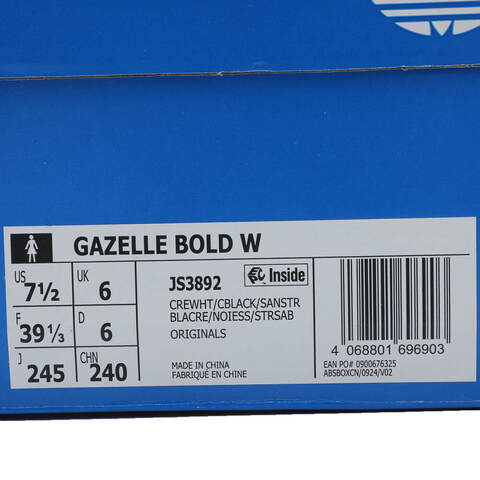 GAZELLE BOLD W
US 7½ UK 6
F 39⅓ D 6
J 245 CHN 240
JS3892 Inside
CREWHT/CBLACK/SANSTR
BLACRE/NOIESS/STRSAB
ORIGINALS
MADE IN CHINA
FABRIQUÉ EN CHINE
4 068801 696903
EAN PO# 0900676325
ABSBOXCN/0924/V02